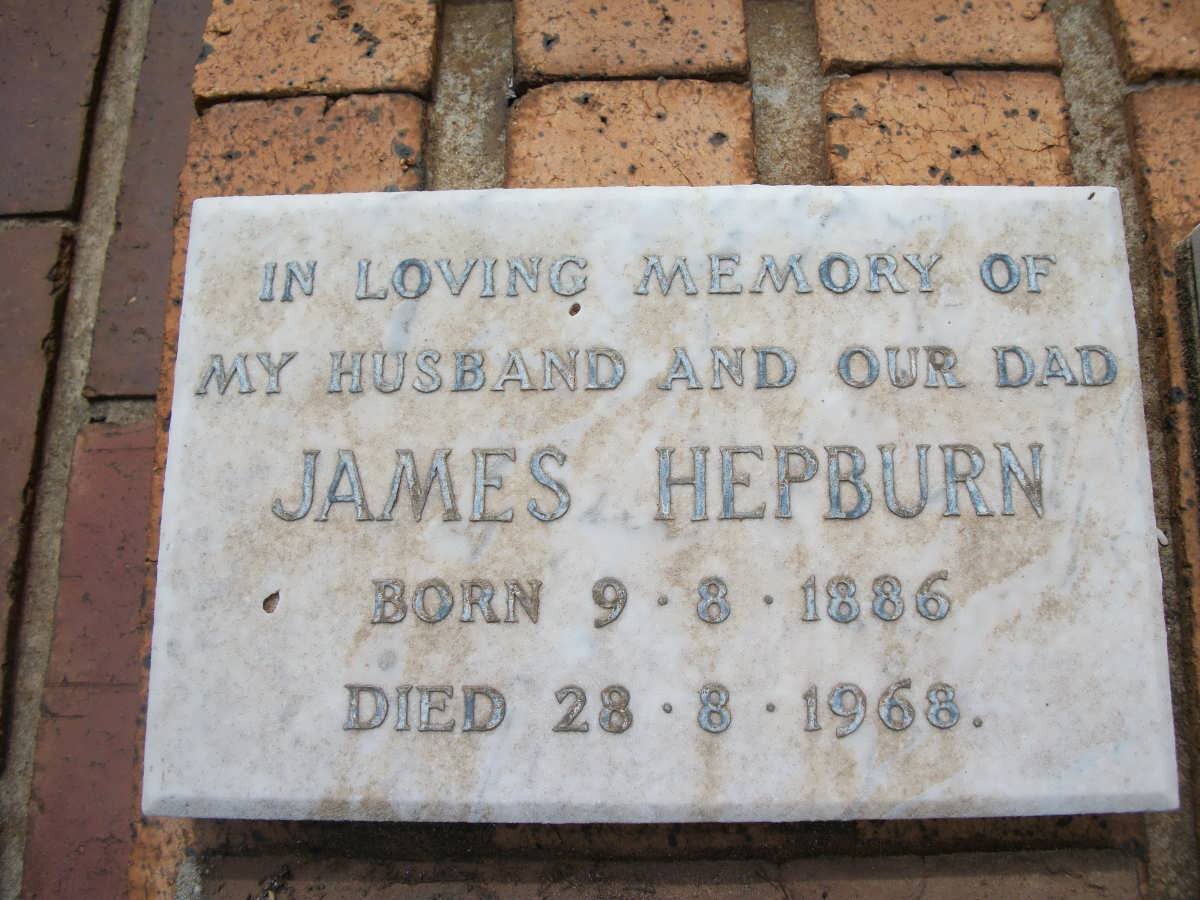 IN LOVING MEMORY OF
MY HUSBAND AND OUR DAD
JAMES HEPBURN
BORN 9 · 8 · 1886
DIED 28 · 8 · 1968.